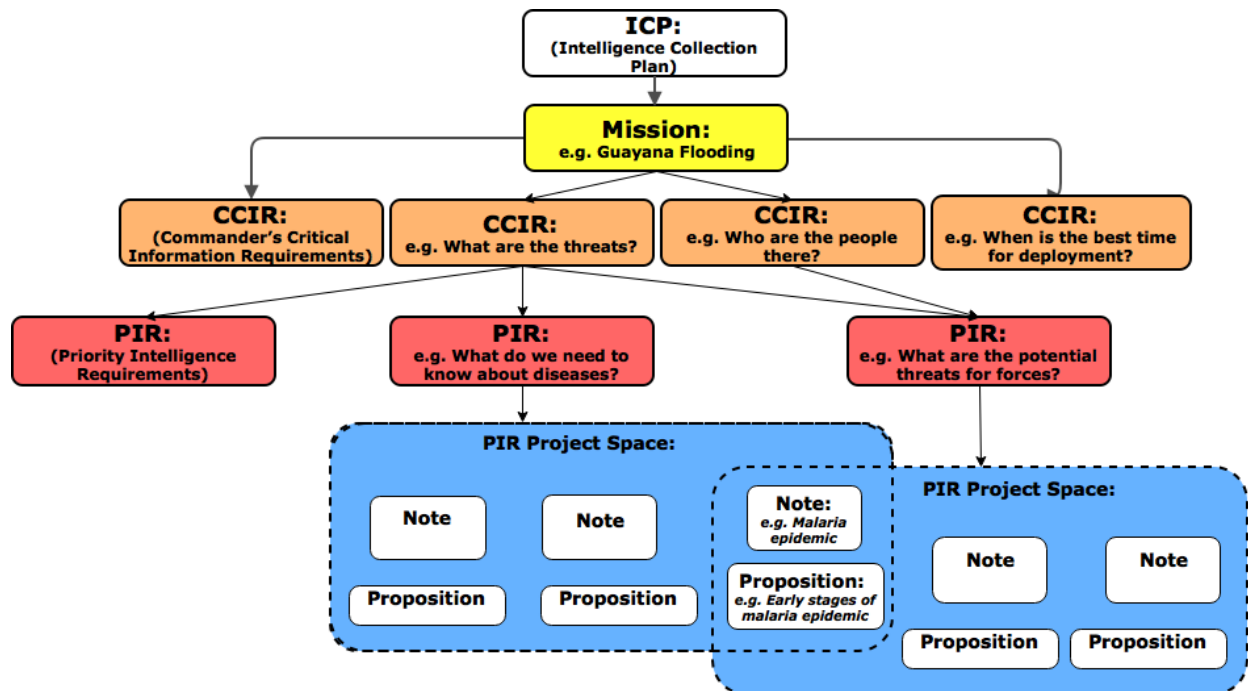 ICP:
(Intelligence Collection
Plan)
Mission:
e.g. Guayana Flooding
CCIR:
(Commander's Critical
Information Requirements)
CCIR:
e.g. What are the threats?
CCIR:
e.g. Who are the people
there?
CCIR:
e.g. When is the best time
for deployment?
PIR:
(Priority Intelligence
Requirements)
PIR:
e.g. What do we need to
know about diseases?
PIR:
e.g. What are the potential
threats for forces?
PIR Project Space:
Note
Note
Proposition
Proposition
Note:
e.g. Malaria
epidemic
Proposition:
e.g. Early stages of
malaria epidemic
PIR Project Space:
Note
Note
Proposition
Proposition